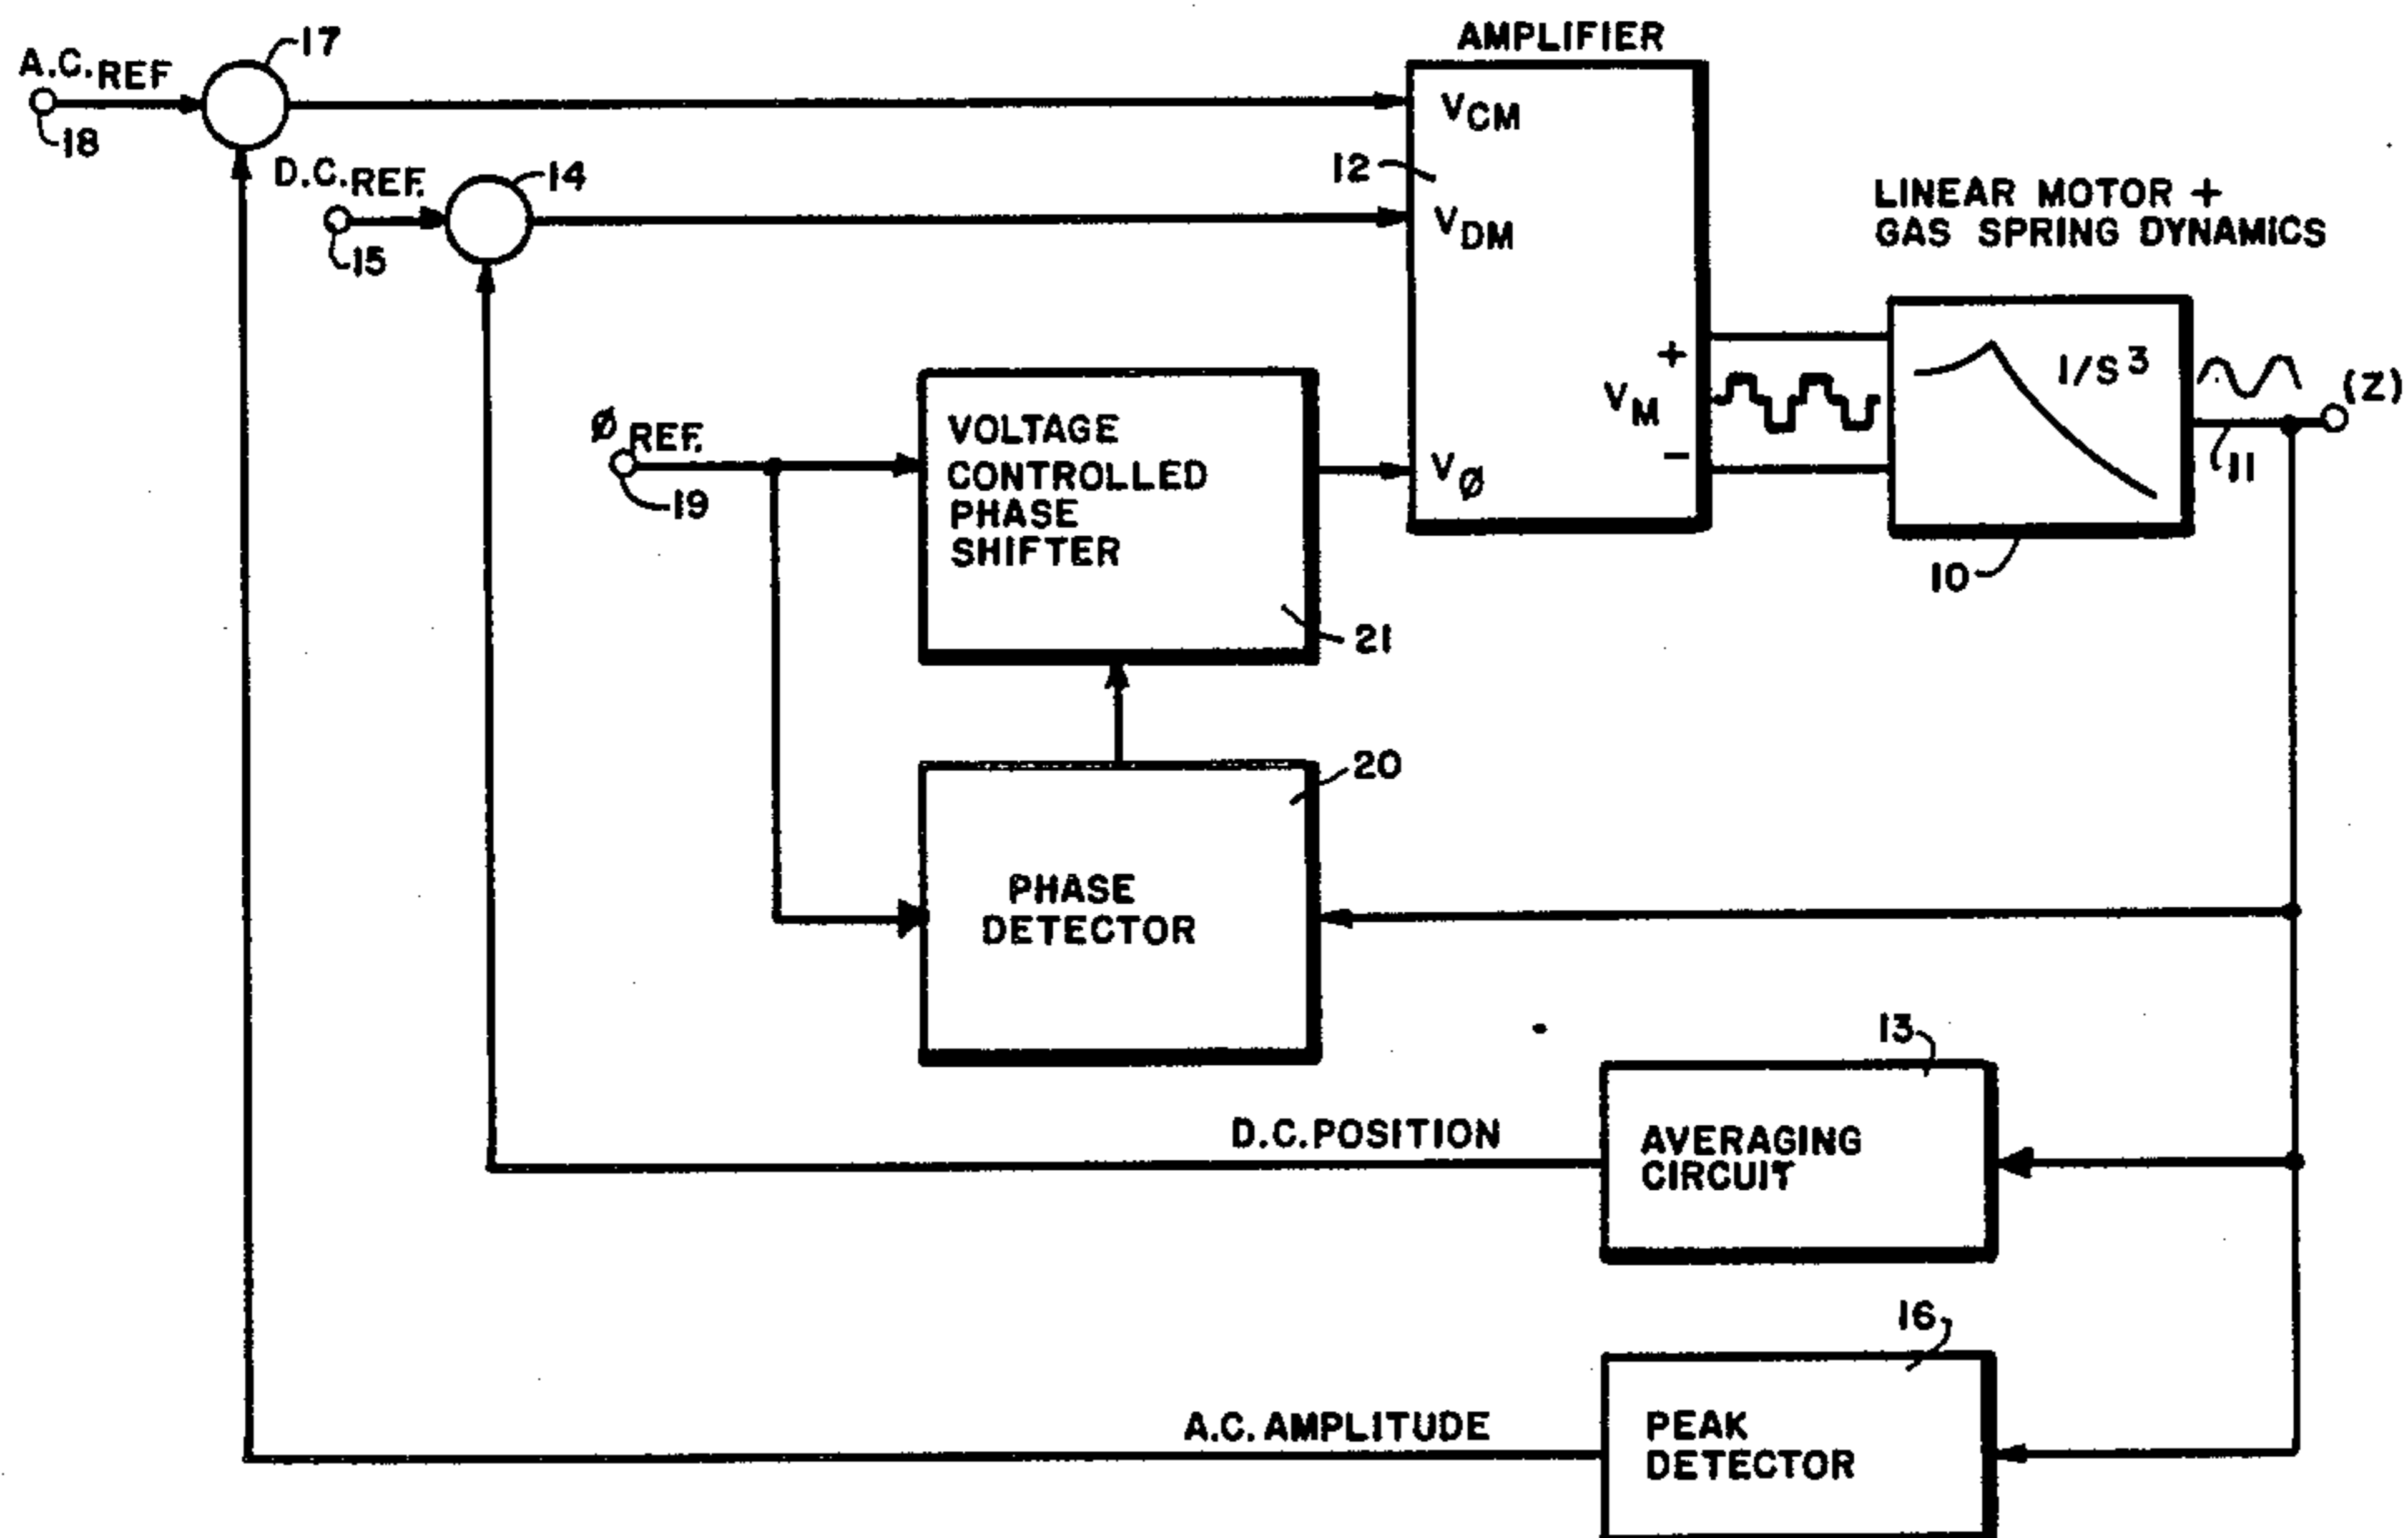 AMPLIFIER
17
A.C.REF
18
VCM
D.C.REF.
14
12
15
VDM
LINEAR MOTOR +
GAS SPRING DYNAMICS
+
VM
-
1/S3
(Z)
11
10
ØREF.
19
VOLTAGE
CONTROLLED
PHASE
SHIFTER
VØ
21
20
PHASE
DETECTOR
13
D.C.POSITION
AVERAGING
CIRCUIT
16
A.C. AMPLITUDE
PEAK
DETECTOR